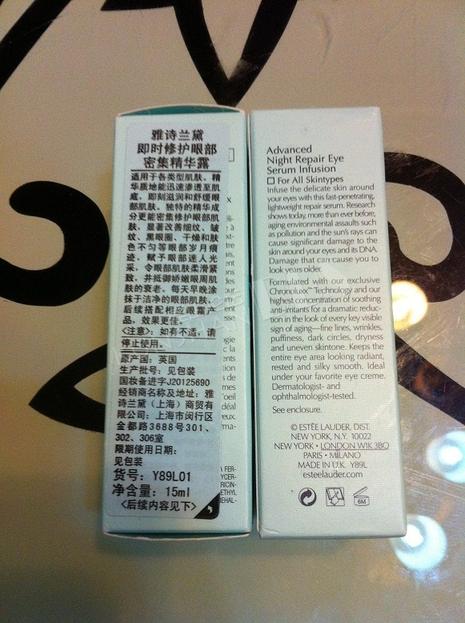 雅诗兰黛
即时修护眼部
密集精华露
适用于各类型肌肤，精
华质地能迅速渗透至肌
底，即刻滋润和舒缓眼
部肌肤。独特的精华成
分更能密集修护眼部肌
肤，显著改善细纹、皱
纹、黑眼圈、干燥和肤
色不匀等眼部岁月痕
迹，赋予眼部迷人光
采，令眼部肌肤柔滑紧
致，并抵御娇嫩眼周肌
肤的衰老。每天早晚涂
抹于洁净的眼部肌肤，
后续搭配相应眼霜产
品，效果更佳。
<注意>：如有不适，请
停止使用。
原产国：英国
生产批号：见包装
国妆备进字J20125690
经销商名称及地址：雅
诗兰黛（上海）商贸有
限公司；上海市闵行区
金都路3688号301、
302、306室
限期使用日期：
见包装
货号：Y89L01
净含量：15ml
<后续内容见下>
Advanced
Night Repair Eye
Serum Infusion
For All Skintypes
Infuse the delicate skin around
your eyes with this fast-penetrating,
lightweight repair serum. Research
shows today, more than ever before,
aging environmental assaults such
as pollution and the sun's rays can
cause significant damage to the
skin around your eyes and its DNA.
Damage that can cause you to
look years older.
Formulated with our exclusive
ChronoluxCB™ Technology and our
highest concentration of soothing
anti-irritants for a dramatic reduc-
tion in the look of every key visible
sign of aging—fine lines, wrinkles,
puffiness, dark circles, dryness
and uneven skintone. Keeps the
entire eye area looking radiant,
rested and silky smooth. Ideal
under your favorite eye creme.
Dermatologist- and
ophthalmologist-tested.
See enclosure.
© ESTĒE LAUDER, DIST.
NEW YORK, N.Y. 10022
NEW YORK • LONDON W1K 3BQ
PARIS • MILANO
MADE IN U.K. Y89L
esteelauder.com
6M